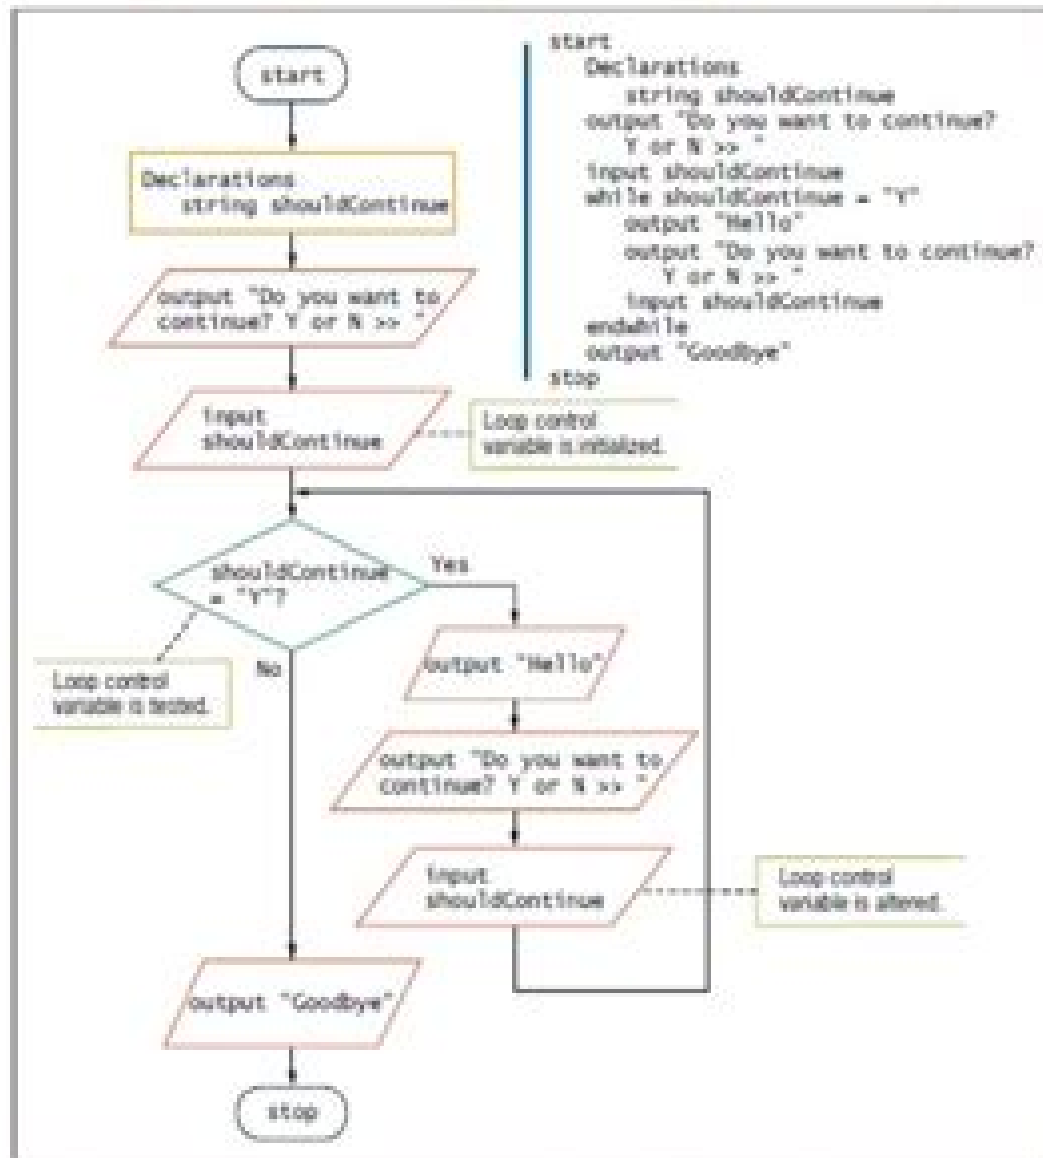 start
Declarations
string shouldContinue
output "Do you want to
continue? Y or N >> "
input
shouldContinue
Loop control
variable is initialized.
shouldContinue
= "Y"?
Yes
No
Loop control
variable is tested.
output "Hello"
output "Do you want to
continue? Y or N >> "
input
shouldContinue
Loop control
variable is altered.
output "Goodbye"
stop
start
Declarations
string shouldContinue
output "Do you want to continue?
Y or N >> "
input shouldContinue
while shouldContinue = "Y"
output "Hello"
output "Do you want to continue?
Y or N >> "
input shouldContinue
endwhile
output "Goodbye"
stop